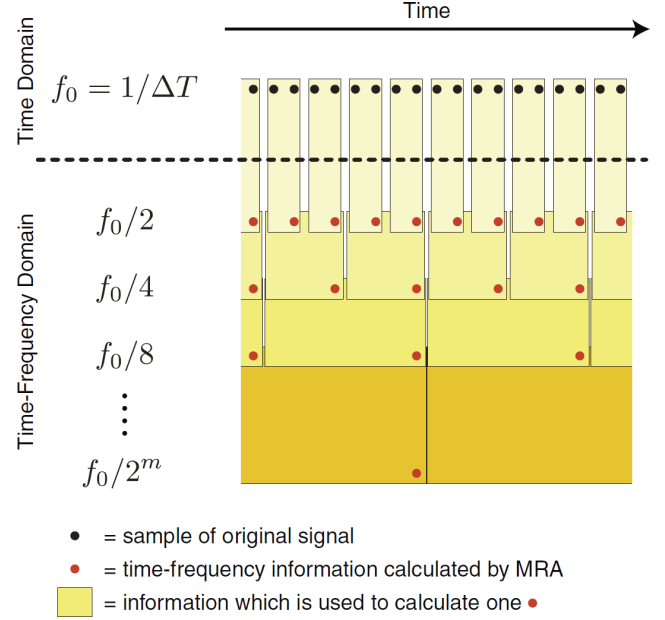 Time
Time Domain
f₀ = 1/ΔT
Time-Frequency Domain
f₀/2
f₀/4
f₀/8
⋮
f₀/2ᵐ
= sample of original signal
= time-frequency information calculated by MRA
= information which is used to calculate one